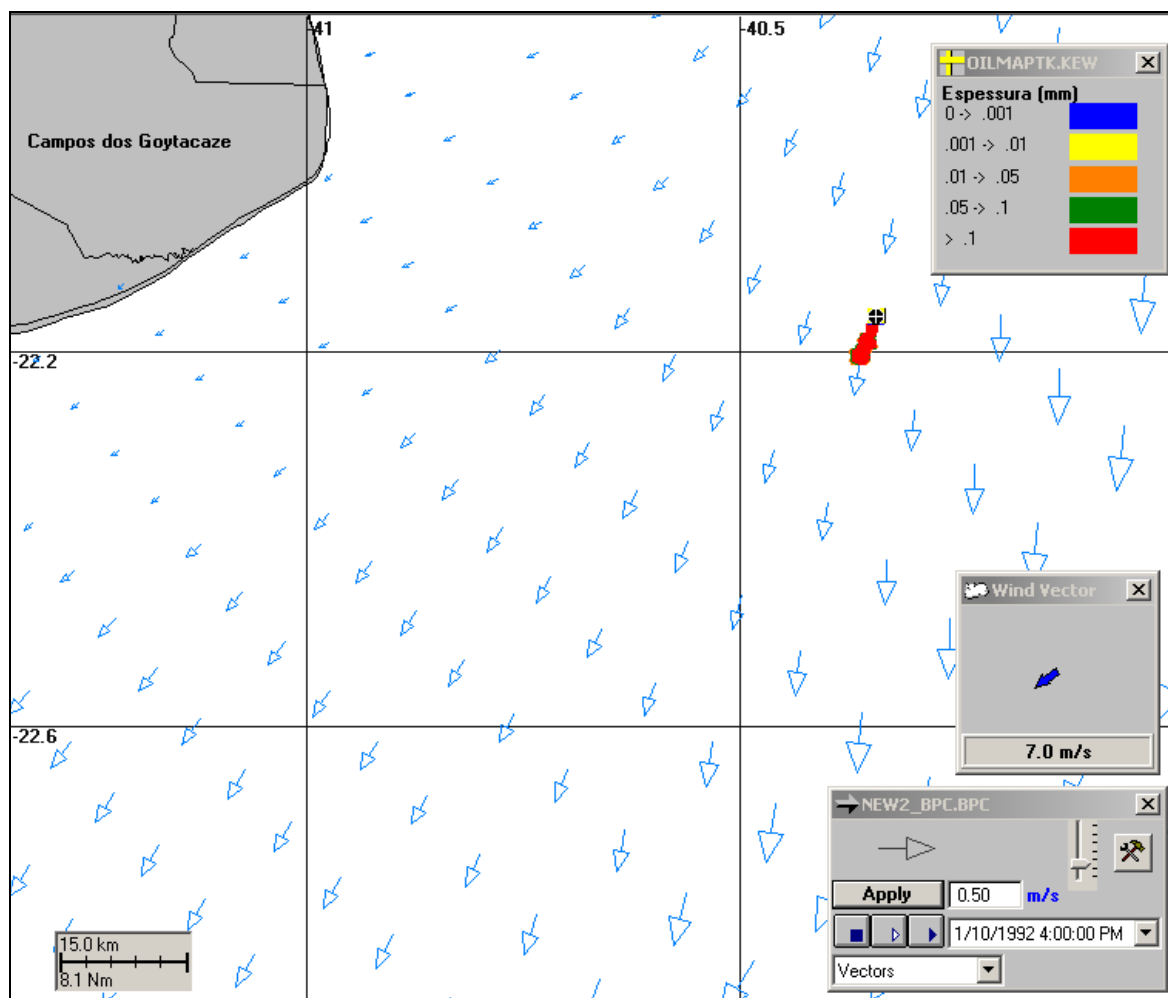 41
-40.5
OILMAPTK.KEW
Espessura (mm)
0 -> .001
.001 -> .01
.01 -> .05
.05 -> .1
> .1
Campos dos Goytacaze
-22.2
Wind Vector
7.0 m/s
-22.6
NEW2_BPC.BPC
Apply
0.50
m/s
1/10/1992 4:00:00 PM
Vectors
15.0 km
8.1 Nm